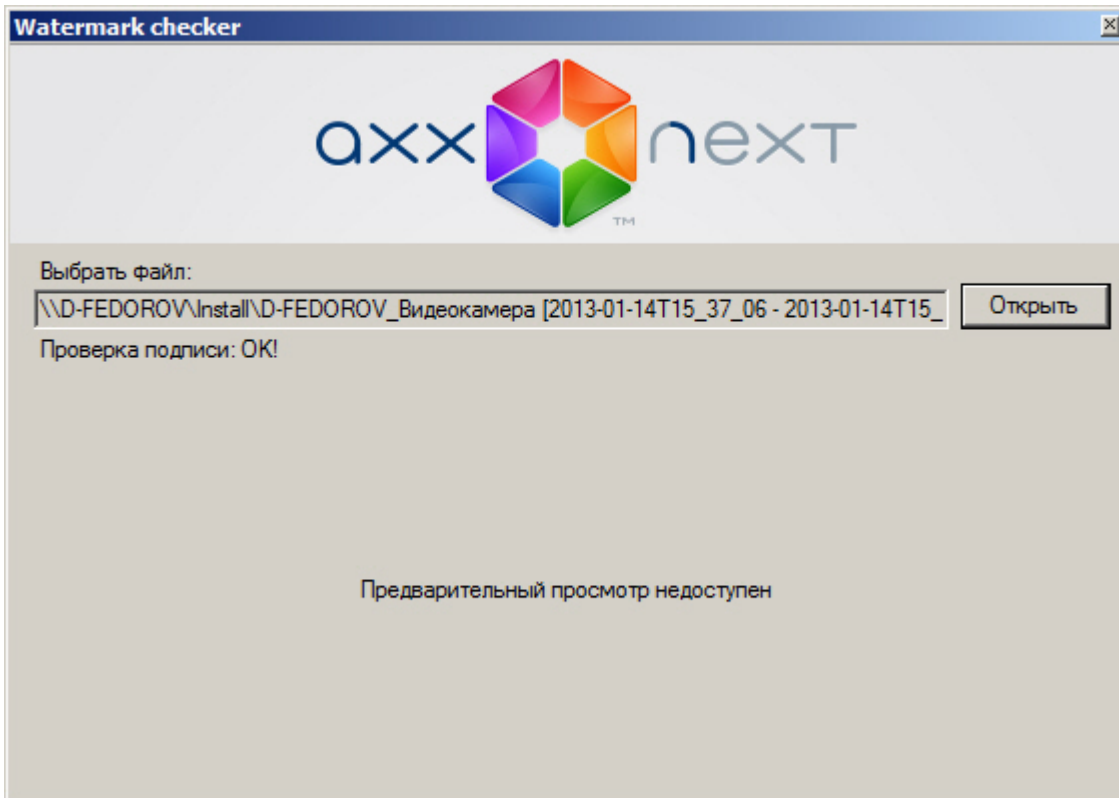 Watermark checker
axx next
TM
Выбрать файл:
\\D-FEDOROV\Install\D-FEDOROV_Видеокамера [2013-01-14T15_37_06 - 2013-01-14T15_
Открыть
Проверка подписи: OK!
Предварительный просмотр недоступен